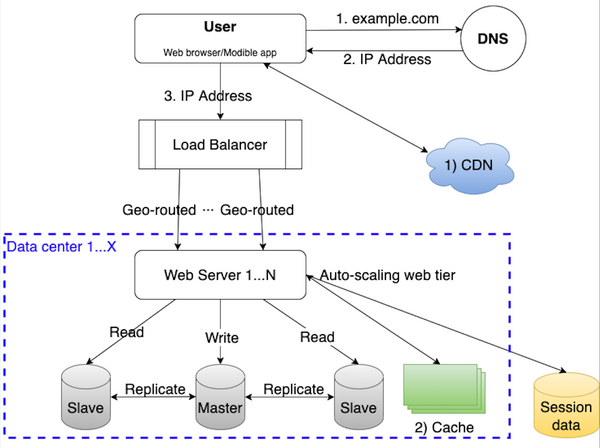 User
Web browser/Modible app
1. example.com
DNS
2. IP Address
3. IP Address
Load Balancer
1) CDN
Geo-routed ... Geo-routed
Data center 1...X
Web Server 1...N
Auto-scaling web tier
Read
Write
Read
Slave
Replicate
Master
Replicate
Slave
2) Cache
Session
data